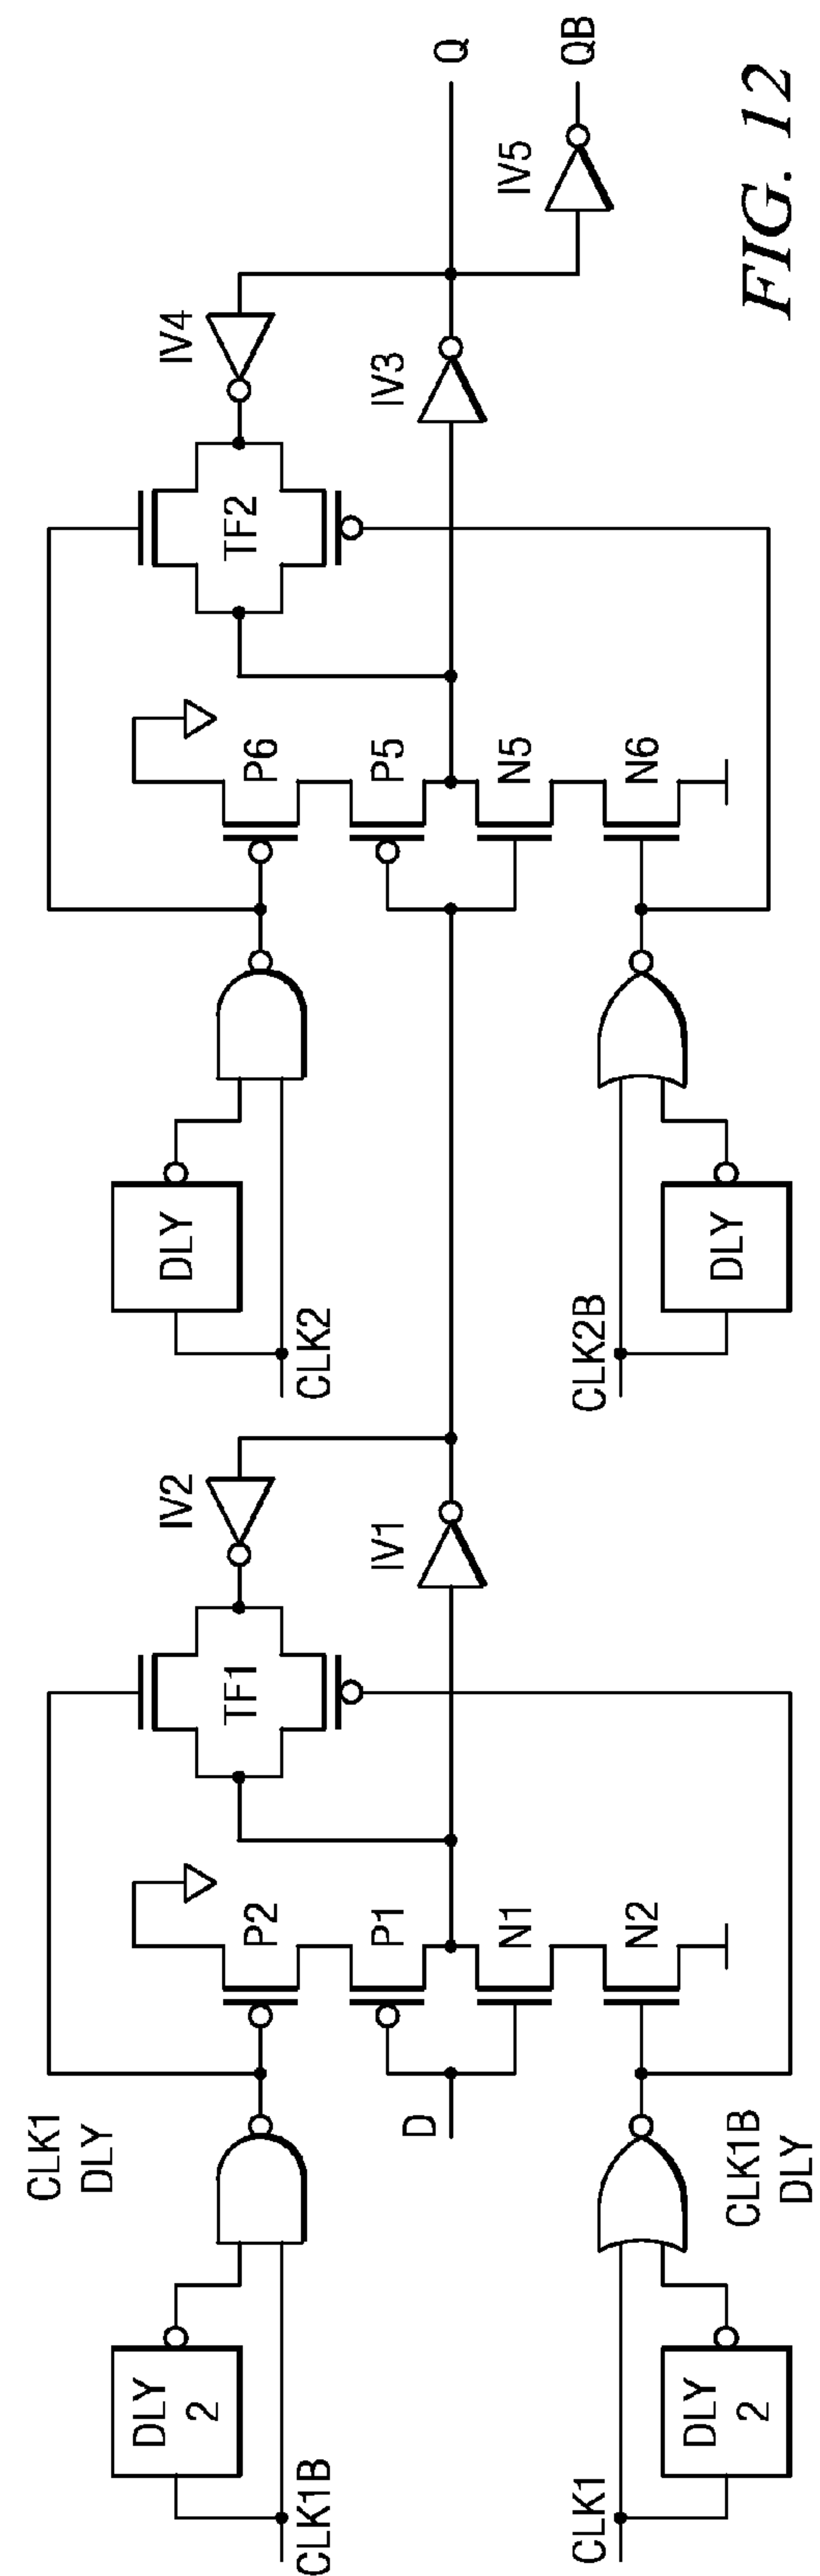 CLK1
DLY
DLY
2
CLK1B
P2
P1
D
N1
N2
CLK1
DLY
2
CLK1B
DLY
TF1
IV2
IV1
DLY
CLK2
CLK2B
DLY
P6
P5
N5
N6
TF2
IV4
IV3
Q
IV5
QB
FIG. 12